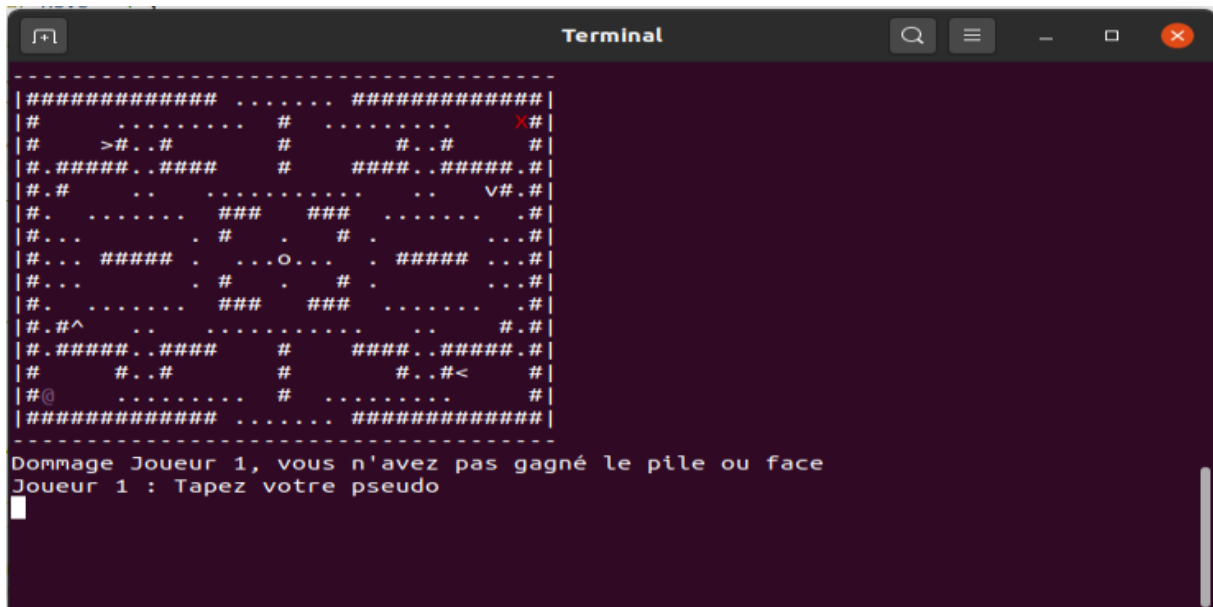 Terminal
-------------------------------------
|############# ....... #############|
|#     .........  #  .........    X#|
|#    >#..#       #       #..#     #|
|#.#####..####    #    ####..#####.#|
|#.#    ..   ...........   ..   v#.#|
|#.  .......  ###   ###  .......  .#|
|#...       . #   .   # .       ...#|
|#... ##### .  ...o...  . ##### ...#|
|#...       . #   .   # .       ...#|
|#.  .......  ###   ###  .......  .#|
|#.#^   ..   ...........   ..    #.#|
|#.#####..####    #    ####..#####.#|
|#     #..#       #       #..#<    #|
|#@    .........  #  .........     #|
|############# ....... #############|
-------------------------------------
Dommage Joueur 1, vous n'avez pas gagné le pile ou face
Joueur 1 : Tapez votre pseudo